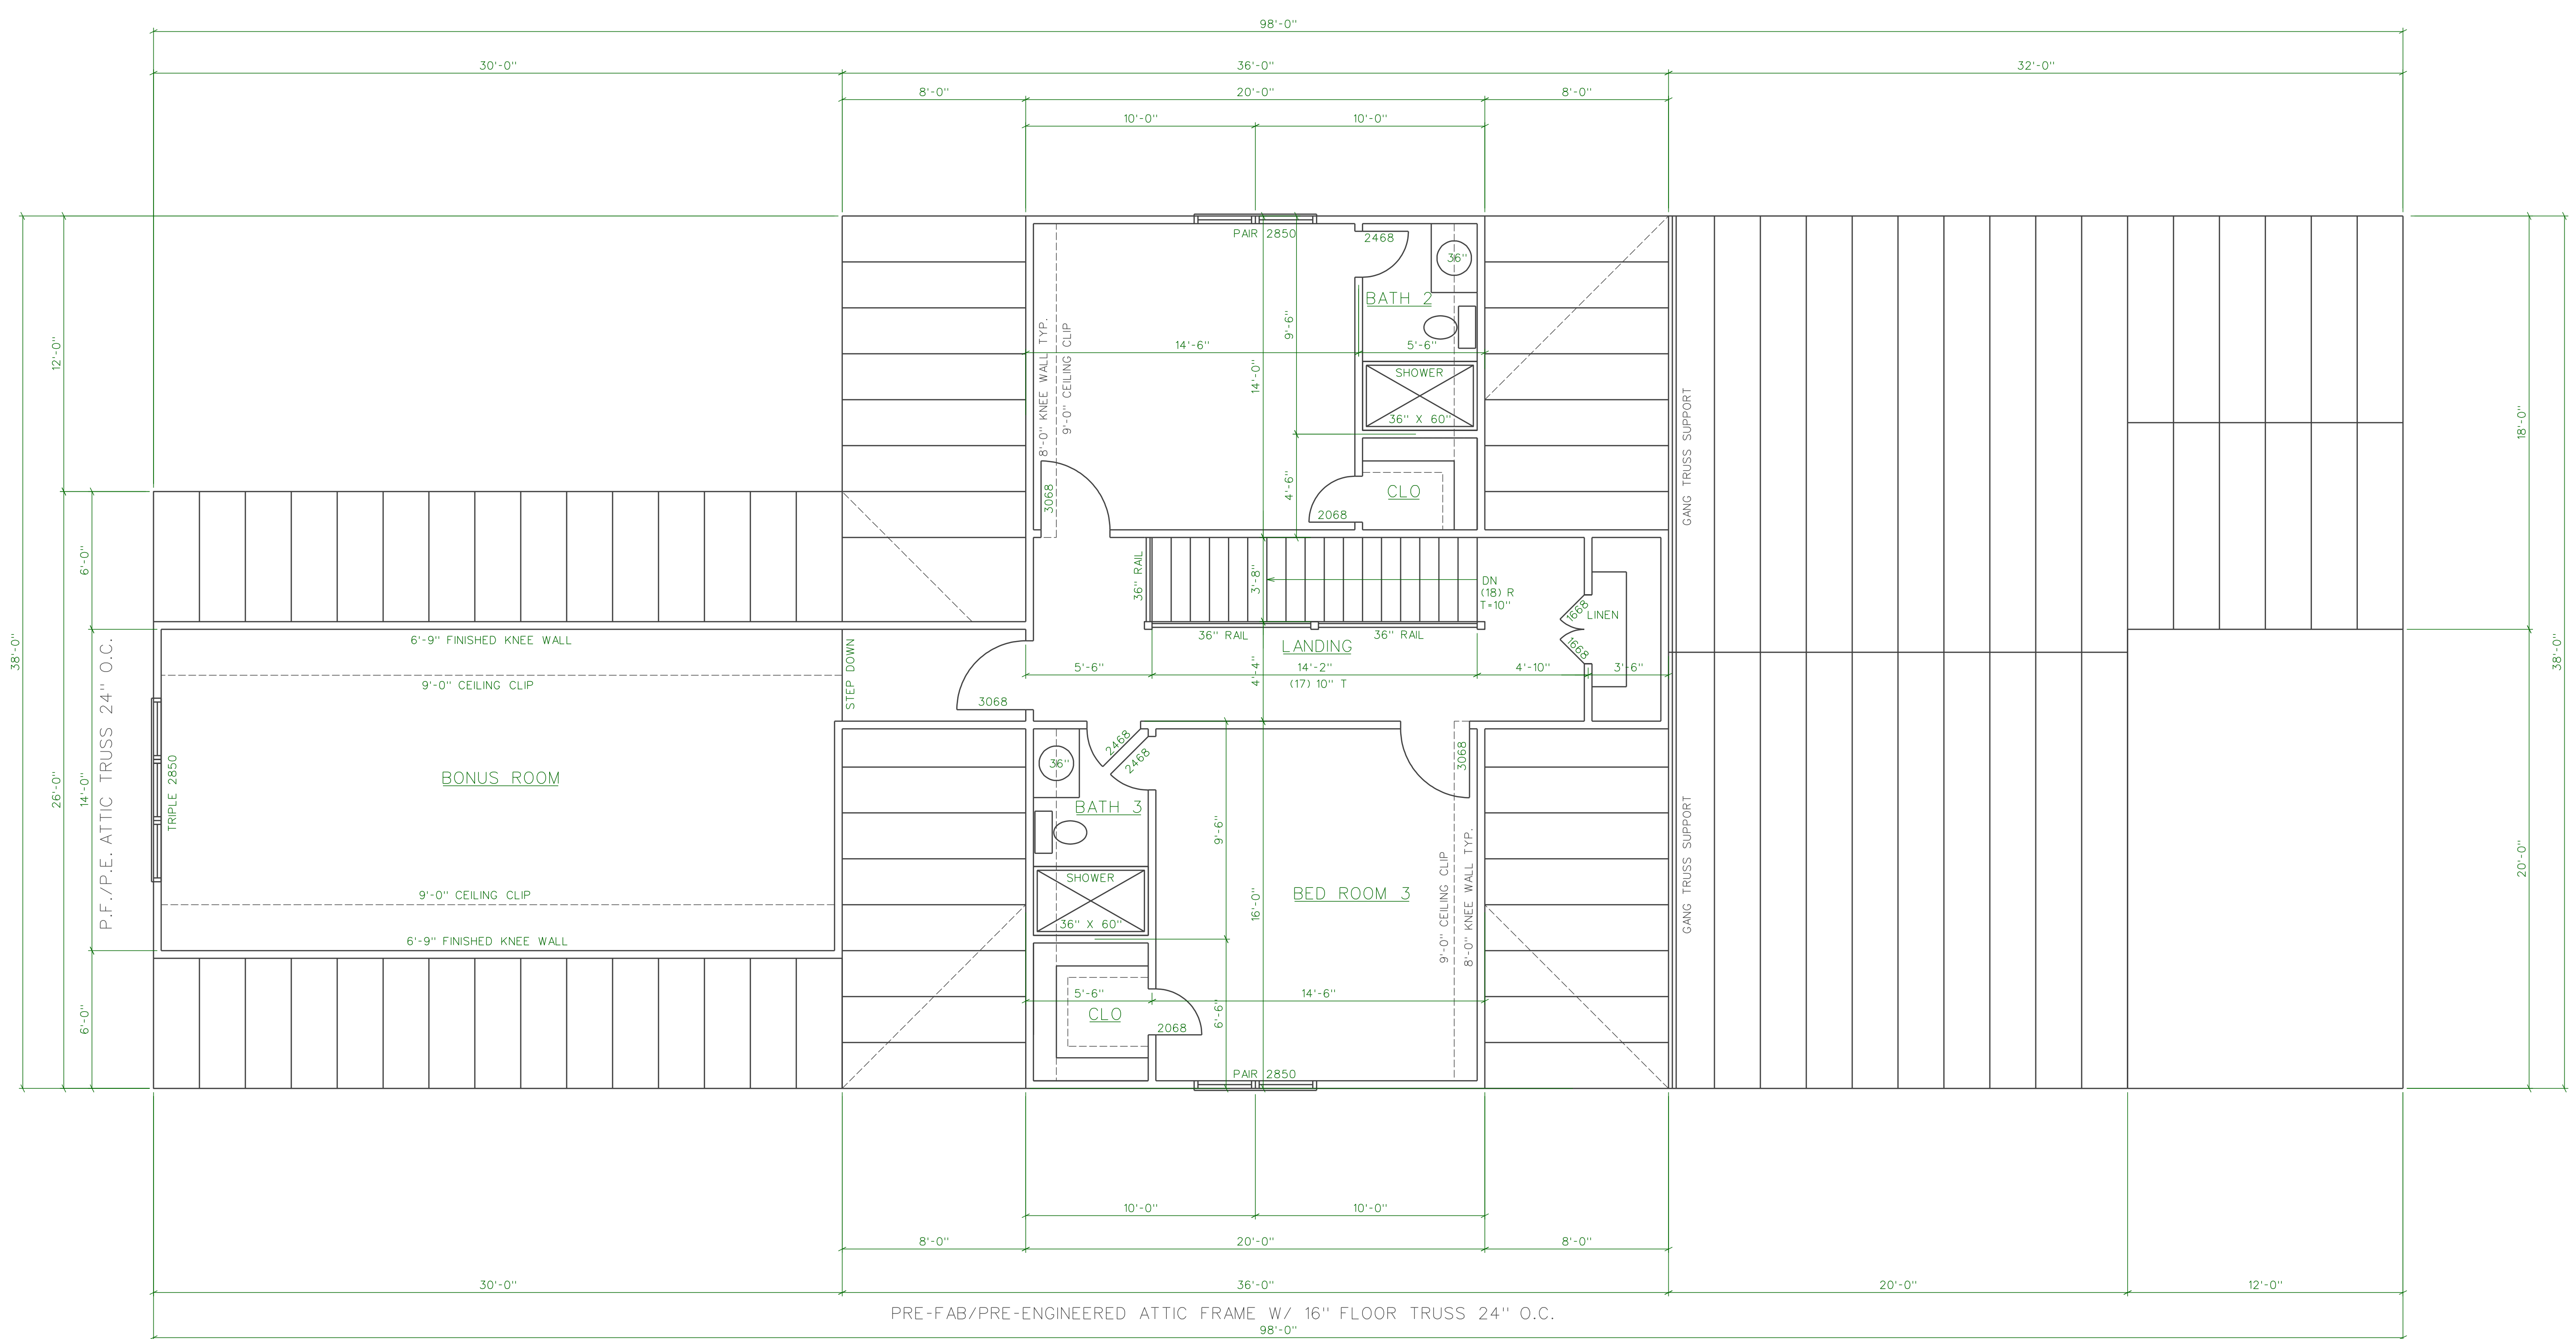 98'-0"
30'-0" 36'-0" 32'-0"
8'-0" 20'-0" 8'-0"
10'-0" 10'-0"
PAIR 2850
2468
36"
BATH 2
9'-6"
14'-6" 5'-6"
14'-0"
SHOWER
36" X 60"
8'-0" KNEE WALL TYP.
9'-0" CEILING CLIP
12'-0"
GANG TRUSS SUPPORT
18'-0"
3068
4'-6"
CLO
2068
6'-0"
36" RAIL
3'-8"
DN
(18) R
T=10"
1668
LINEN
1668
36" RAIL 36" RAIL
LANDING
6'-9" FINISHED KNEE WALL
STEP DOWN
38'-0"
38'-0"
5'-6" 14'-2" 4'-10" 3'-6"
4'-4"
(17) 10" T
9'-0" CEILING CLIP
3068
P.F./P.E. ATTIC TRUSS 24" O.C.
2468
2468
3068
36"
BONUS ROOM
TRIPLE 2850
26'-0"
14'-0"
BATH 3
9'-6"
SHOWER
36" X 60"
BED ROOM 3
16'-0"
9'-0" CEILING CLIP
8'-0" KNEE WALL TYP.
GANG TRUSS SUPPORT
20'-0"
9'-0" CEILING CLIP
6'-9" FINISHED KNEE WALL
5'-6" 14'-6"
6'-0"
6'-6"
CLO
2068
PAIR 2850
10'-0" 10'-0"
8'-0" 20'-0" 8'-0"
30'-0" 36'-0" 20'-0" 12'-0"
PRE-FAB/PRE-ENGINEERED ATTIC FRAME W/ 16" FLOOR TRUSS 24" O.C.
98'-0"